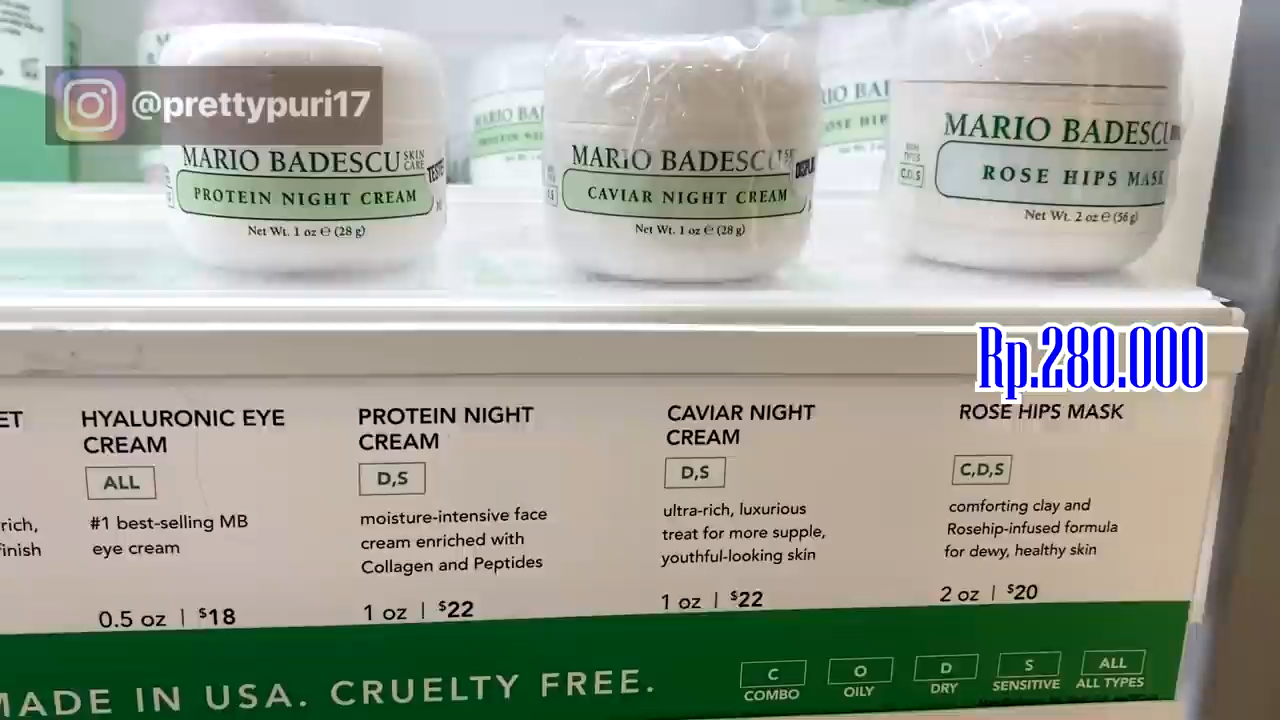 @prettypuri17
MARIO BADESCU SKIN CARE
PROTEIN NIGHT CREAM
Net Wt. 1 oz e (28 g)
MARIO BADESCU
CAVIAR NIGHT CREAM
Net Wt. 1 oz e (28 g)
MARIO BADESCU
ROSE HIPS MASK
Net Wt. 2 oz e (56 g)
C,D,S
Rp.280.000
ET
rich,
HYALURONIC EYE
CREAM
ALL
#1 best-selling MB
eye cream
0.5 oz | $18
PROTEIN NIGHT
CREAM
D,S
moisture-intensive face
cream enriched with
Collagen and Peptides
1 oz | $22
CAVIAR NIGHT
CREAM
D,S
ultra-rich, luxurious
treat for more supple,
youthful-looking skin
1 oz | $22
ROSE HIPS MASK
C,D,S
comforting clay and
Rosehip-infused formula
for dewy, healthy skin
2 oz | $20
MADE IN USA. CRUELTY FREE.
C
COMBO
O
OILY
D
DRY
S
SENSITIVE
ALL
ALL TYPES